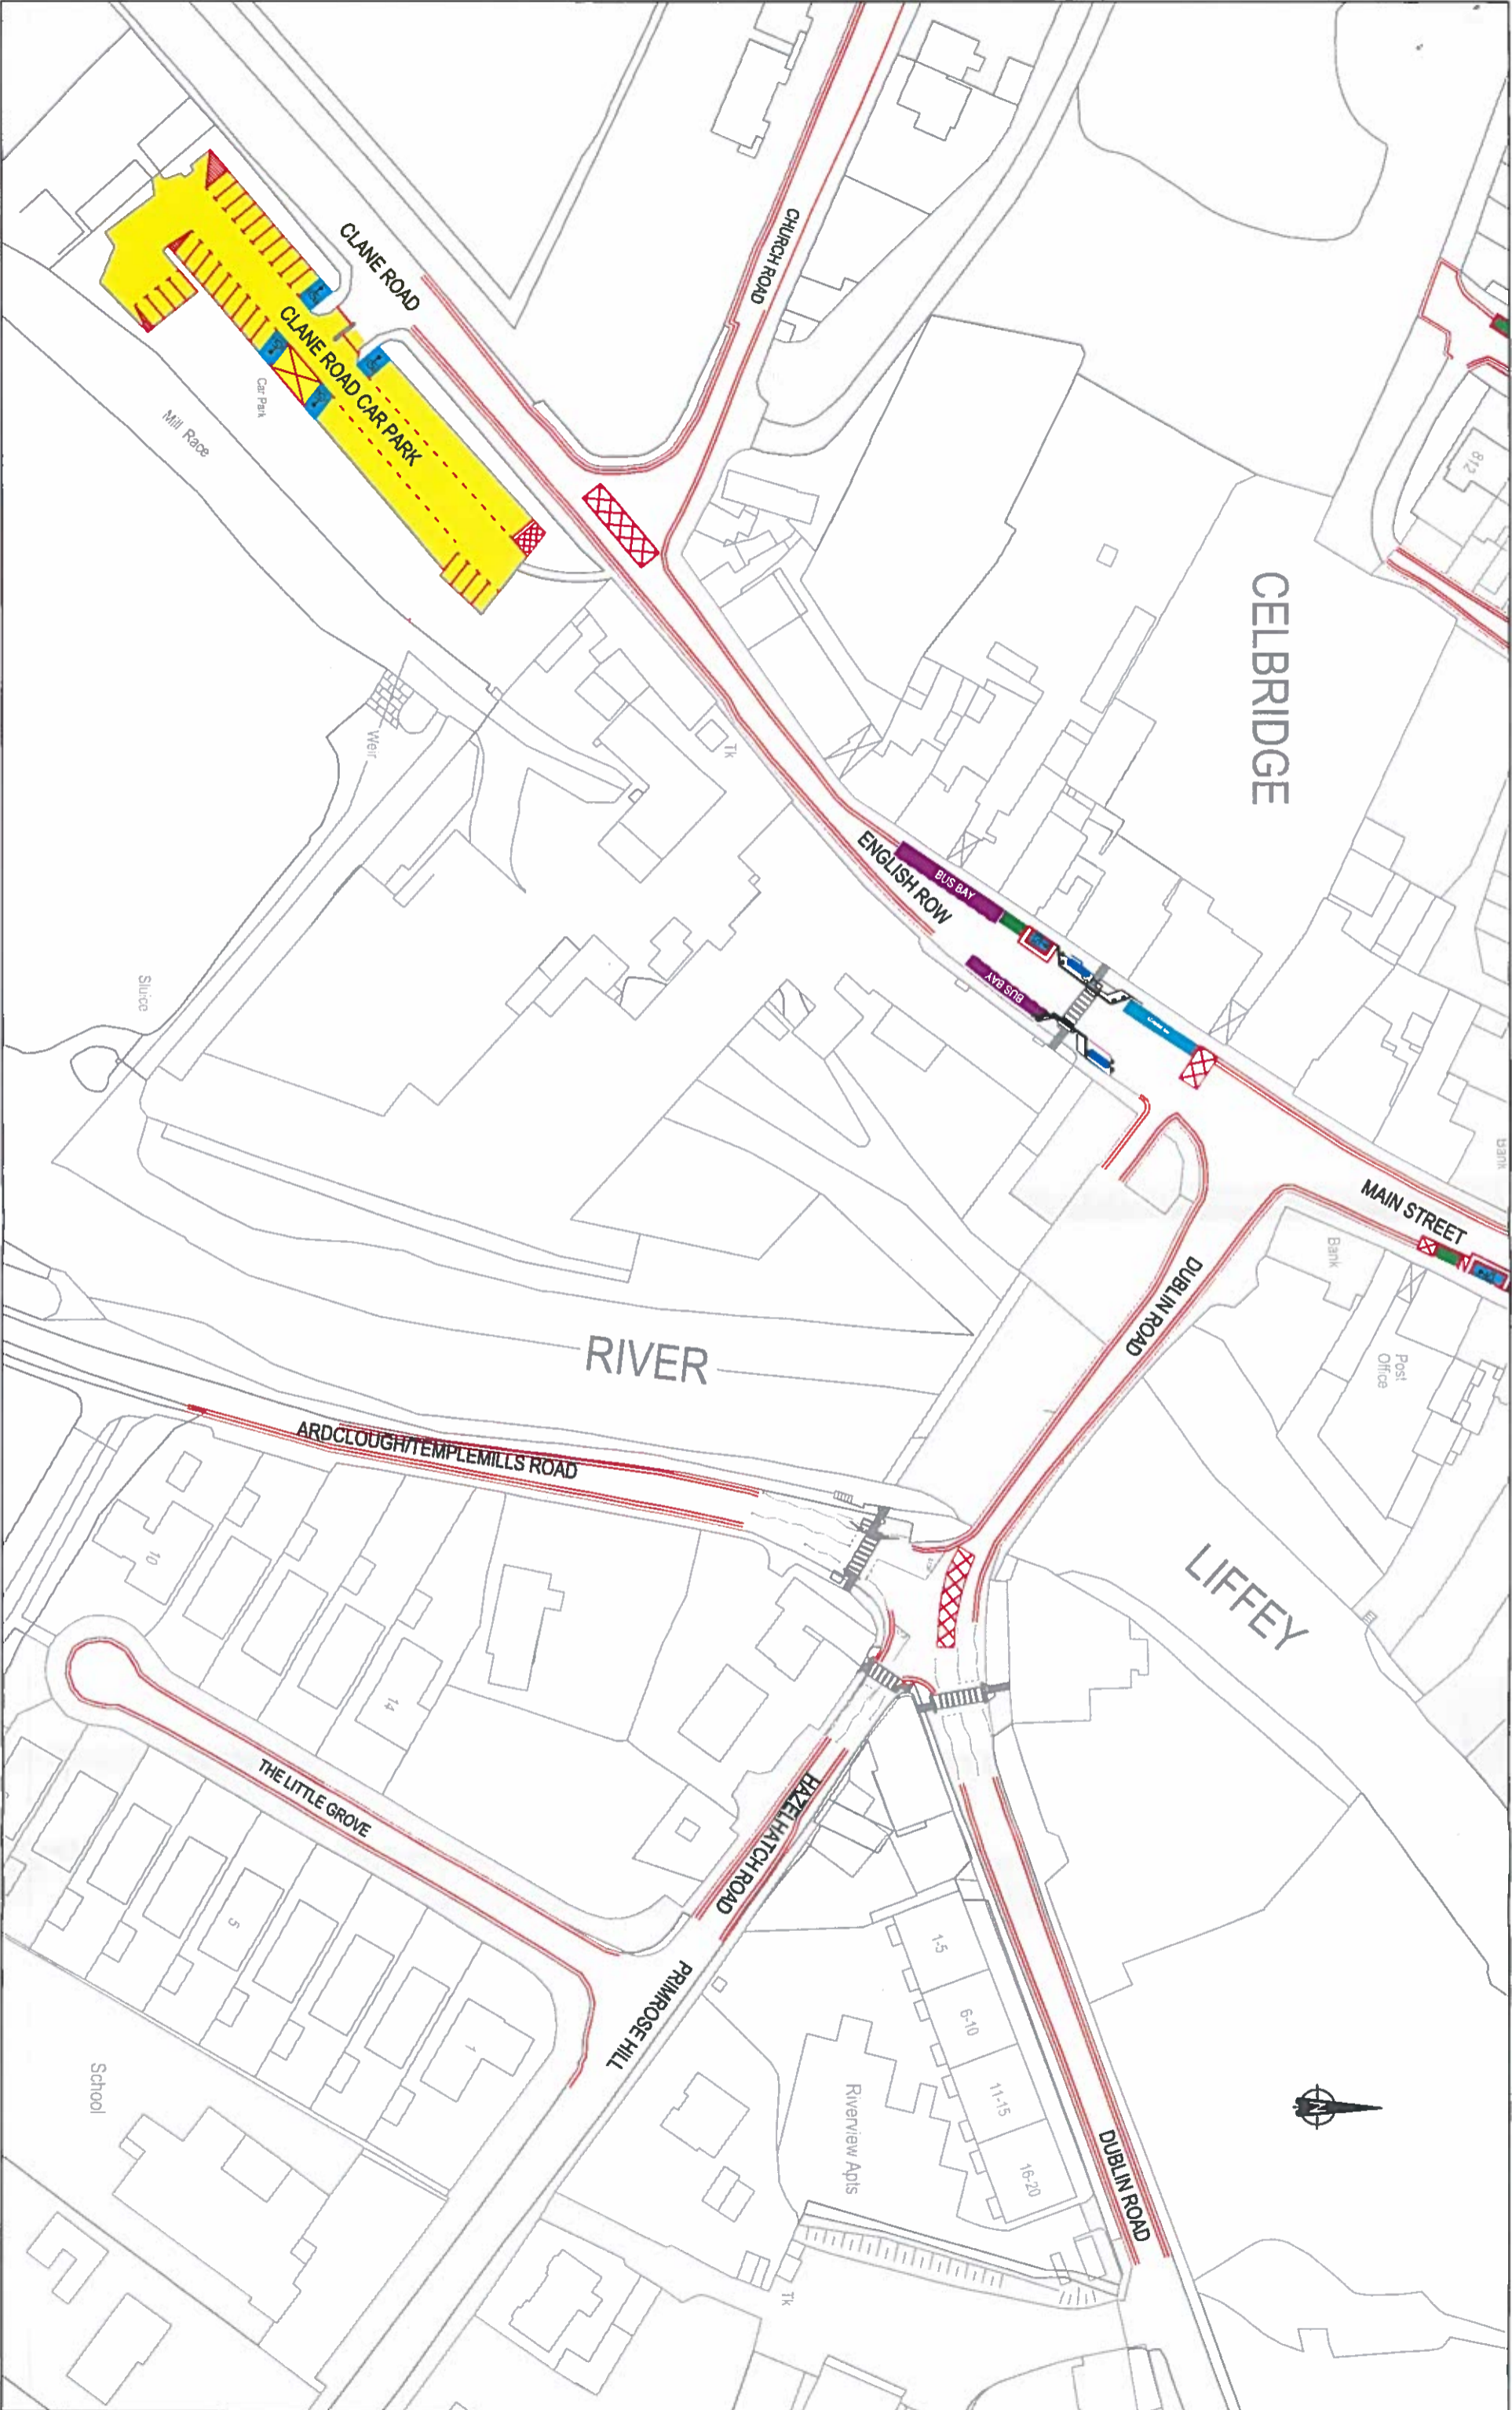 CELBRIDGE
812
CHURCH ROAD
CLANE ROAD
CLANE ROAD CAR PARK
Car Park
Mill Race
Weir
Tk
Sluice
ENGLISH ROW
BUS BAY
BUS BAY
MAIN STREET
Bank
Bank
Post
Office
DUBLIN ROAD
RIVER
LIFFEY
ARDCLOUGH/TEMPLEMILLS ROAD
10
14
THE LITTLE GROVE
5
1
School
HAZELHATCH ROAD
PRIMROSE HILL
1-5
6-10
11-15
16-20
Riverview Apts
Tk
DUBLIN ROAD
N